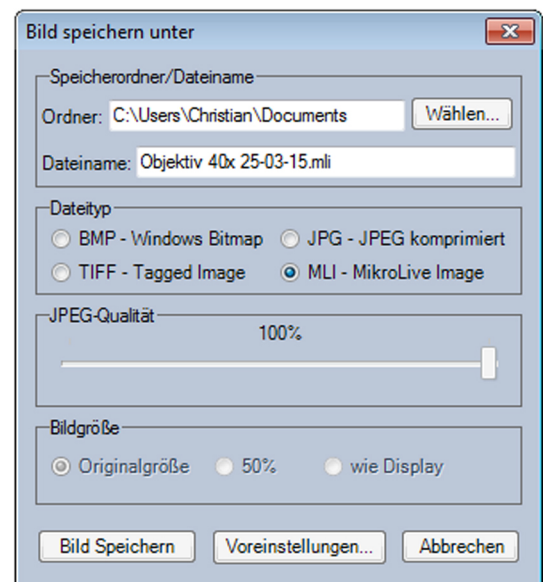 Bild speichern unter
Speicherordner/Dateiname
Ordner: C:\Users\Christian\Documents Wählen...
Dateiname: Objektiv 40x 25-03-15.mli
Dateityp
BMP - Windows Bitmap JPG - JPEG komprimiert
TIFF - Tagged Image MLI - MikroLive Image
JPEG-Qualität
100%
Bildgröße
Originalgröße 50% wie Display
Bild Speichern Voreinstellungen... Abbrechen